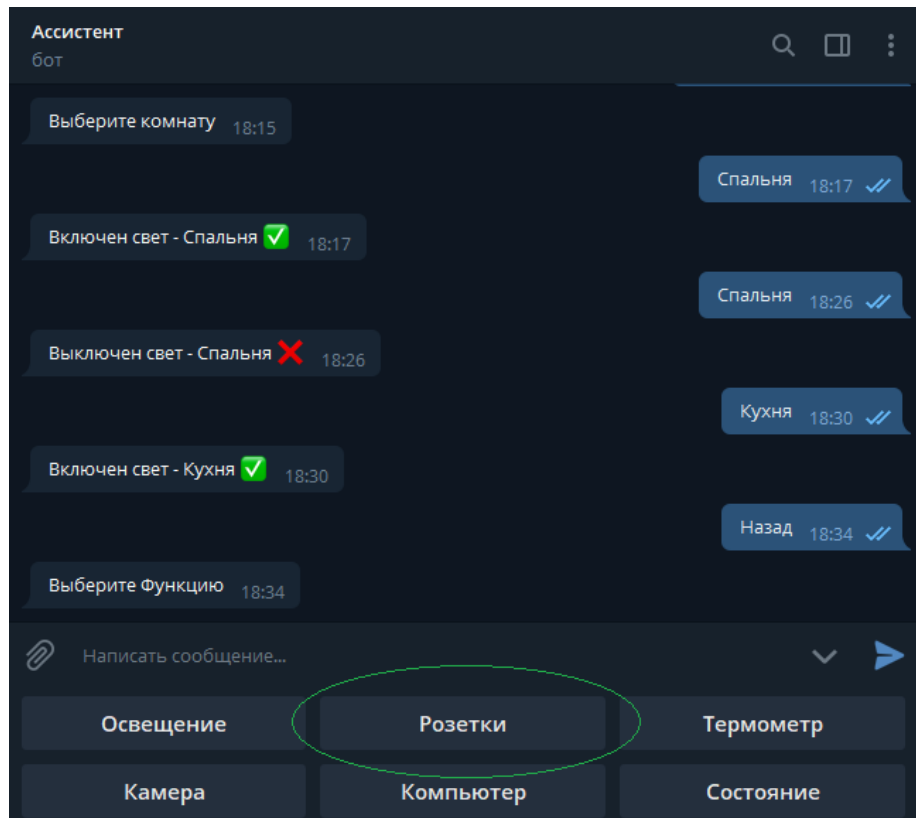 Ассистент
бот
Выберите комнату 18:15
Спальня 18:17
Включен свет - Спальня ✅ 18:17
Спальня 18:26
Выключен свет - Спальня ❌ 18:26
Кухня 18:30
Включен свет - Кухня ✅ 18:30
Назад 18:34
Выберите Функцию 18:34
Написать сообщение...
Освещение Розетки Термометр
Камера Компьютер Состояние